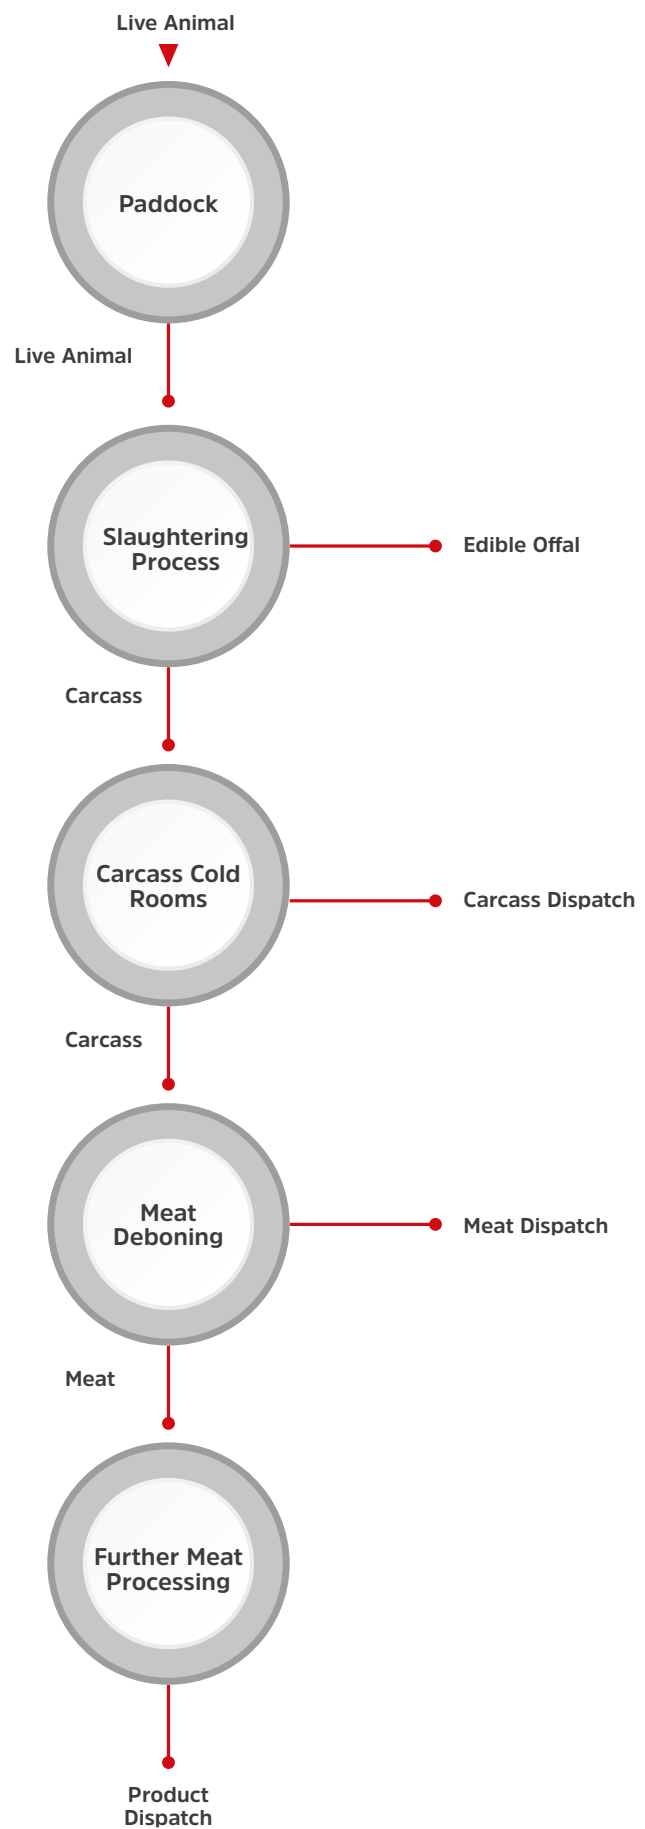 Live Animal
Paddock
Live Animal
Slaughtering
Process
Edible Offal
Carcass
Carcass Cold
Rooms
Carcass Dispatch
Carcass
Meat
Deboning
Meat Dispatch
Meat
Further Meat
Processing
Product
Dispatch